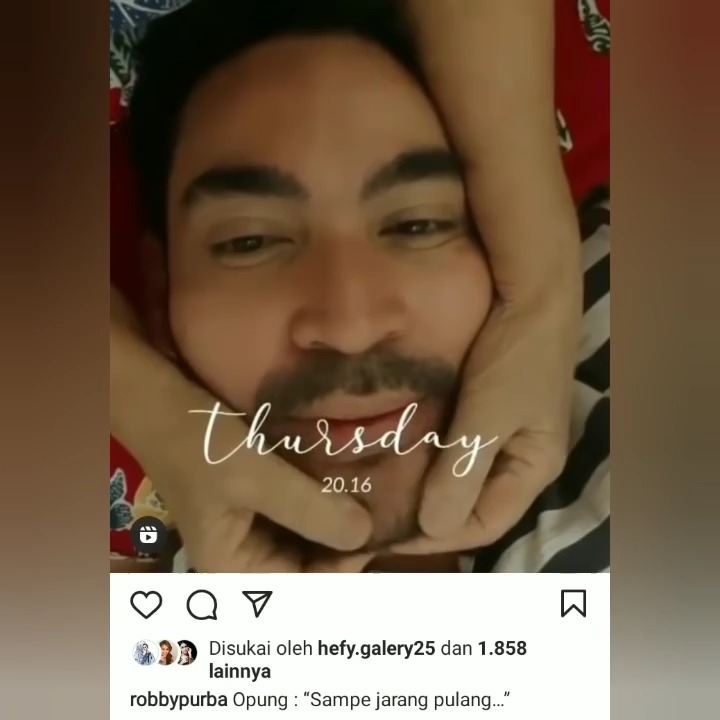 thursday
20.16
Disukai oleh hefy.galery25 dan 1.858
lainnya
robbypurba Opung : “Sampe jarang pulang...”